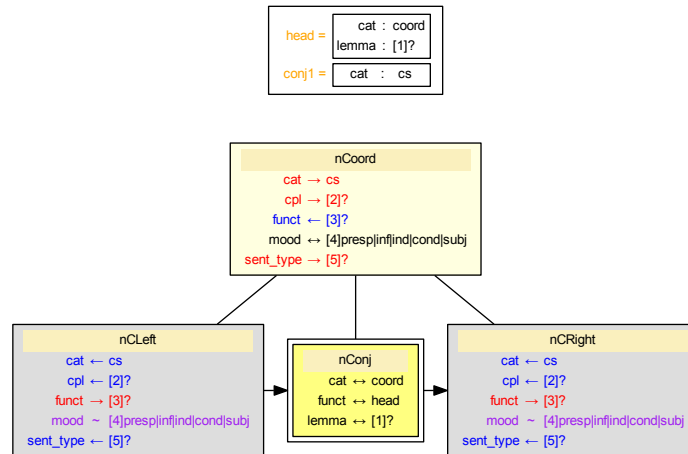 head =
cat : coord
lemma : [1]?
conj1 =
cat : cs
nCoord
cat → cs
cpl → [2]?
funct ← [3]?
mood ↔ [4]presp|inf|ind|cond|subj
sent_type → [5]?
nCLeft
cat ← cs
cpl ← [2]?
funct → [3]?
mood ~ [4]presp|inf|ind|cond|subj
sent_type ← [5]?
nConj
cat ↔ coord
funct ↔ head
lemma ↔ [1]?
nCRight
cat ← cs
cpl ← [2]?
funct → [3]?
mood ~ [4]presp|inf|ind|cond|subj
sent_type ← [5]?